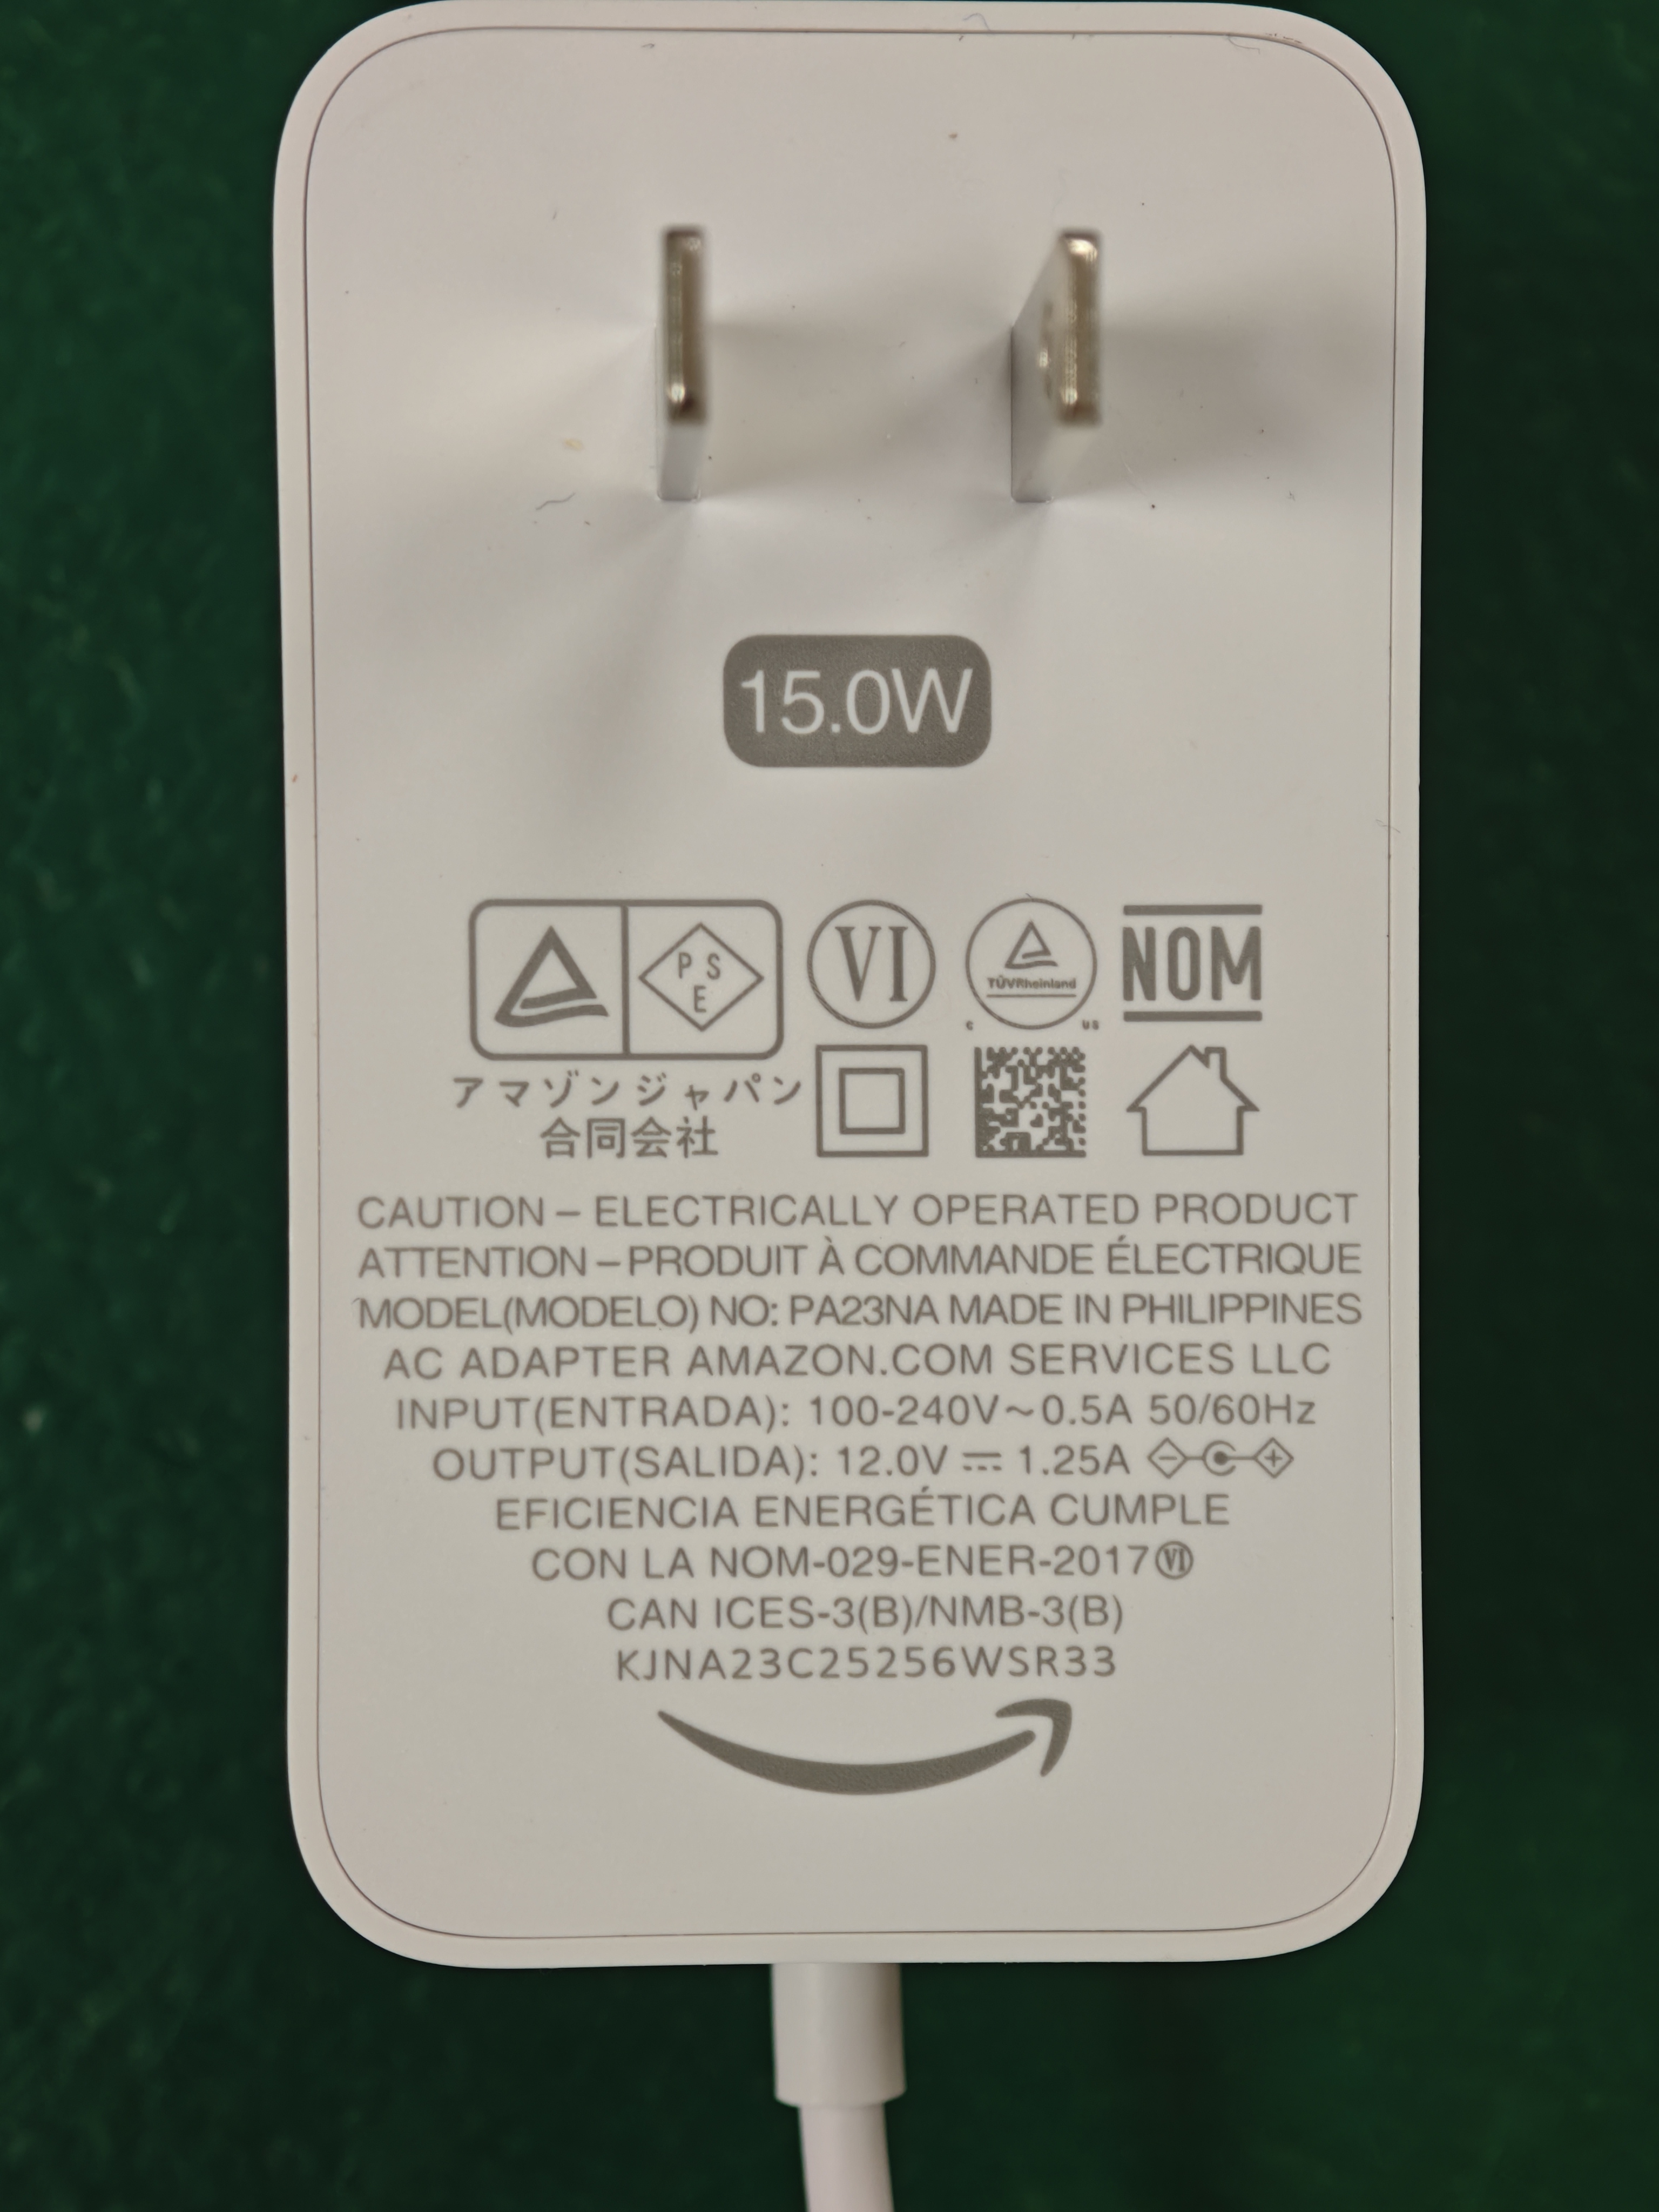 15.0W
P S
E
VI
TÜVRheinland
c us
NOM
アマゾンジャパン
合同会社
CAUTION – ELECTRICALLY OPERATED PRODUCT
ATTENTION – PRODUIT À COMMANDE ÉLECTRIQUE
MODEL(MODELO) NO: PA23NA MADE IN PHILIPPINES
AC ADAPTER AMAZON.COM SERVICES LLC
INPUT(ENTRADA): 100-240V~0.5A 50/60Hz
OUTPUT(SALIDA): 12.0V ⎓ 1.25A
EFICIENCIA ENERGÉTICA CUMPLE
CON LA NOM-029-ENER-2017 VI
CAN ICES-3(B)/NMB-3(B)
KJNA23C25256WSR33